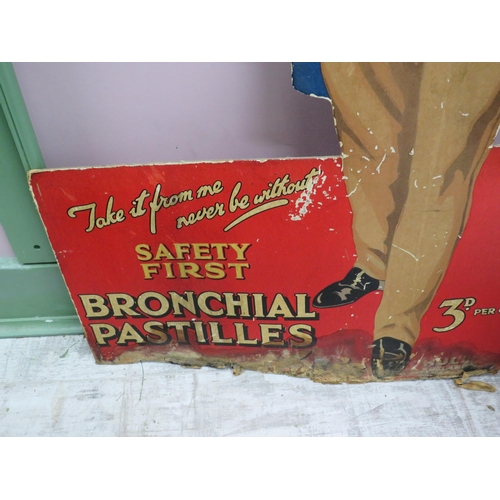 Take it from me
never be without
SAFETY
FIRST
BRONCHIAL
PASTILLES
3D PER